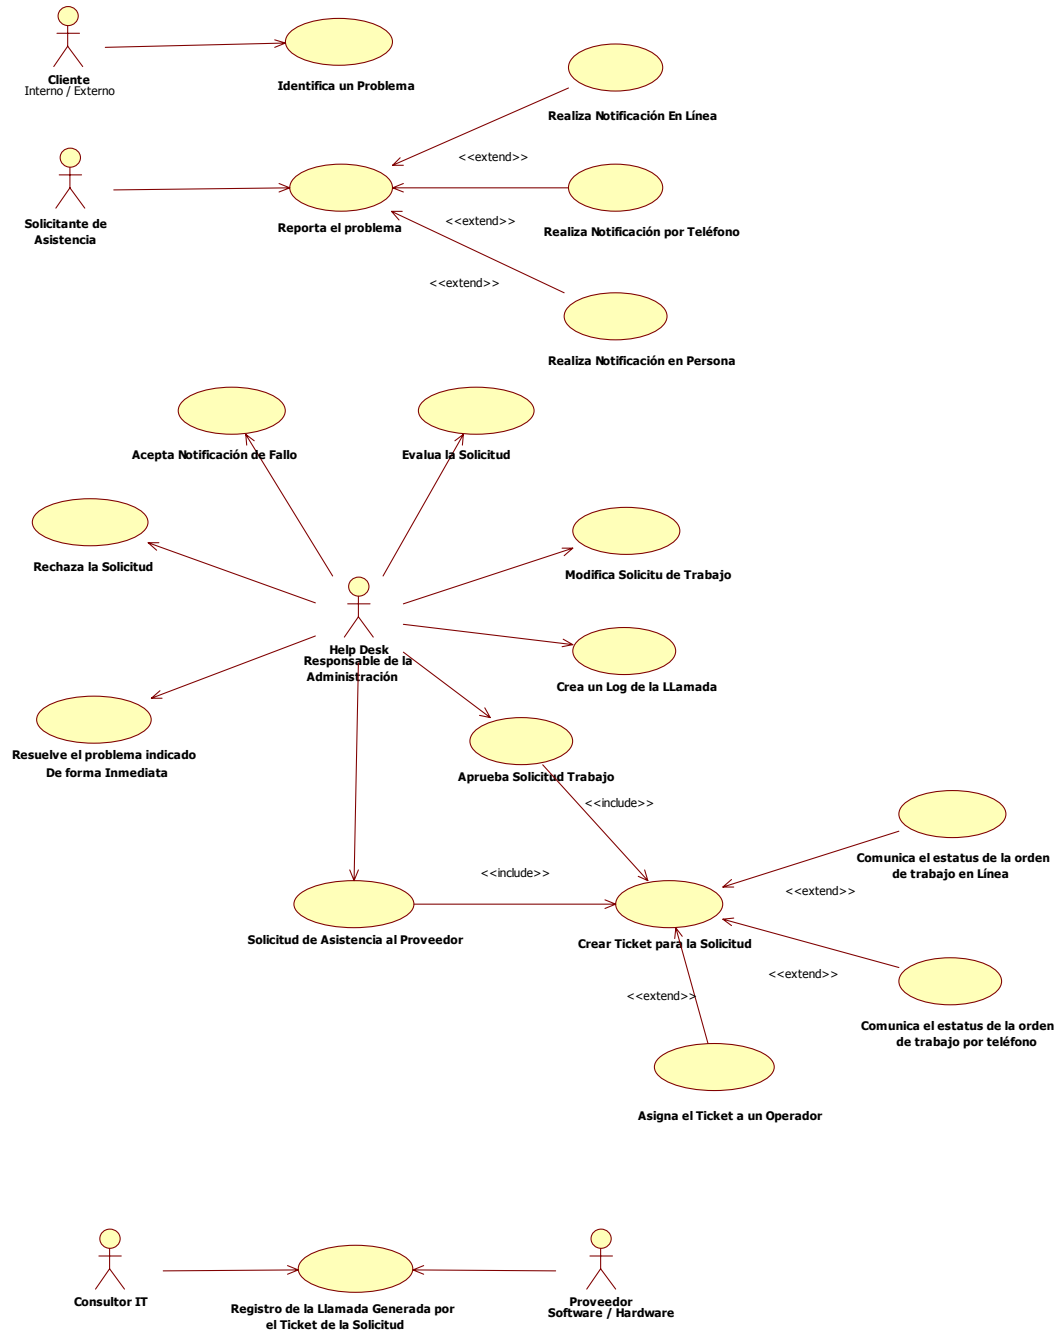 Cliente
Interno / Externo
Identifica un Problema
Realiza Notificación En Línea
<<extend>>
Solicitante de
Asistencia
Reporta el problema
<<extend>>
Realiza Notificación por Teléfono
<<extend>>
Realiza Notificación en Persona
Acepta Notificación de Fallo
Evalua la Solicitud
Rechaza la Solicitud
Modifica Solicitu de Trabajo
Help Desk
Responsable de la
Administración
Crea un Log de la LLamada
Resuelve el problema indicado
De forma Inmediata
Aprueba Solicitud Trabajo
<<include>>
Comunica el estatus de la orden
de trabajo en Línea
<<include>>
<<extend>>
Solicitud de Asistencia al Proveedor
Crear Ticket para la Solicitud
<<extend>>
<<extend>>
Comunica el estatus de la orden
de trabajo por teléfono
Asigna el Ticket a un Operador
Consultor IT
Registro de la Llamada Generada por
el Ticket de la Solicitud
Proveedor
Software / Hardware